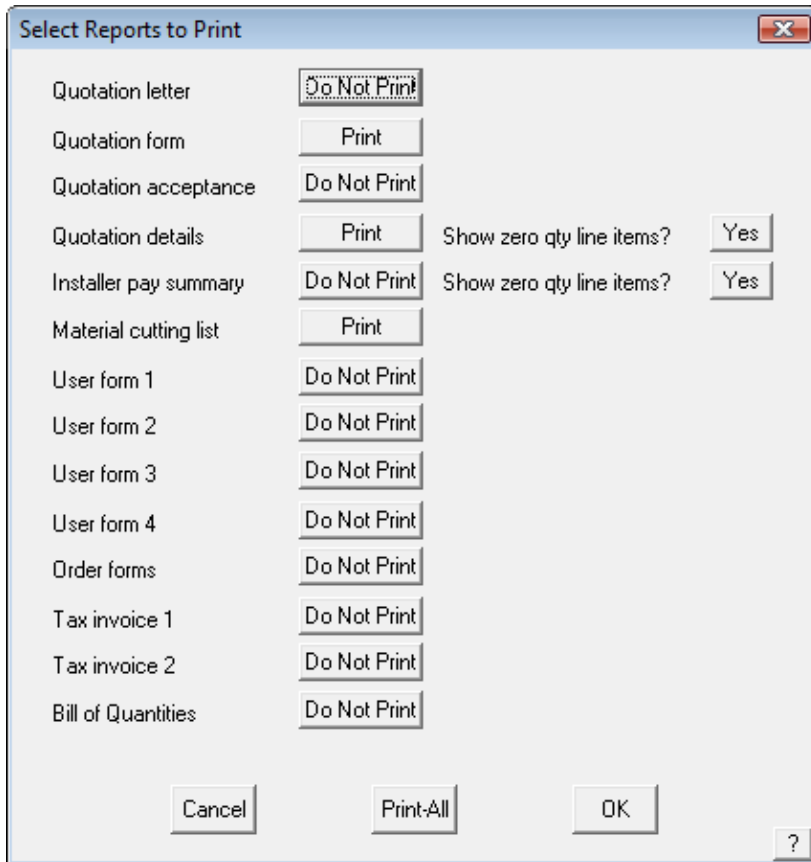 Select Reports to Print
Quotation letter Do Not Print
Quotation form Print
Quotation acceptance Do Not Print
Quotation details Print Show zero qty line items? Yes
Installer pay summary Do Not Print Show zero qty line items? Yes
Material cutting list Print
User form 1 Do Not Print
User form 2 Do Not Print
User form 3 Do Not Print
User form 4 Do Not Print
Order forms Do Not Print
Tax invoice 1 Do Not Print
Tax invoice 2 Do Not Print
Bill of Quantities Do Not Print
Cancel Print-All OK
?